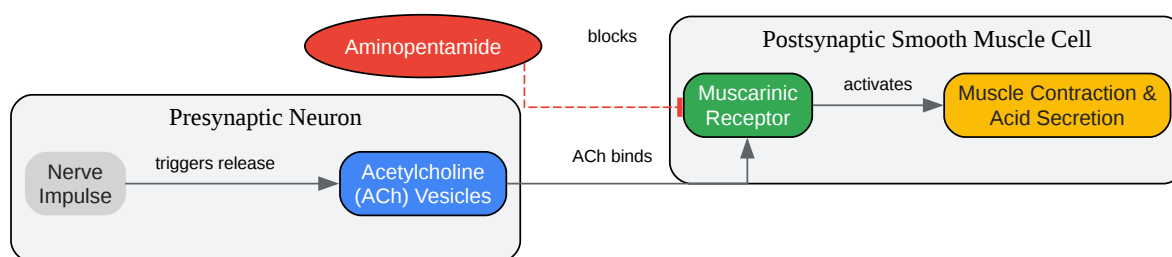 Aminopentamide
blocks
Postsynaptic Smooth Muscle Cell
Muscarinic
Receptor
activates
Muscle Contraction &
Acid Secretion
Presynaptic Neuron
Nerve
Impulse
triggers release
Acetylcholine
(ACh) Vesicles
ACh binds